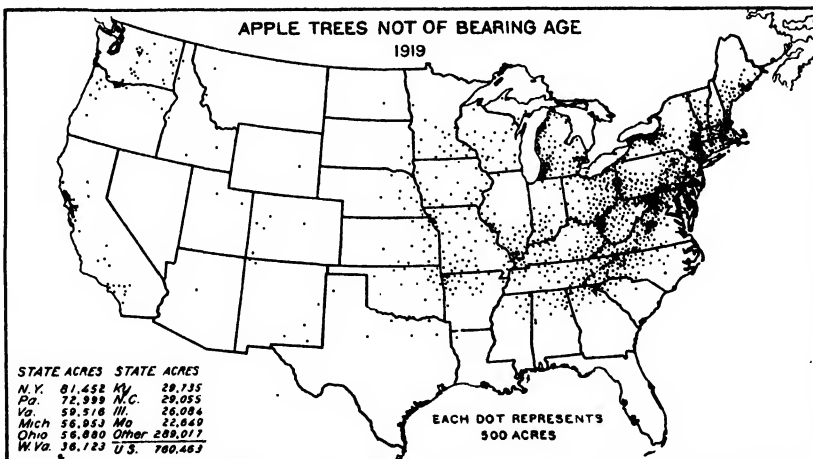 APPLE TREES NOT OF BEARING AGE
1919
STATE ACRES STATE ACRES
N.Y. 81,452 Ky 29,735
Pa. 72,999 N.C. 29,055
Va. 59,516 Ill. 26,084
Mich 56,953 Mo 22,649
Ohio 56,880 Other 289,017
W.Va. 36,123 U.S. 760,463
EACH DOT REPRESENTS
500 ACRES